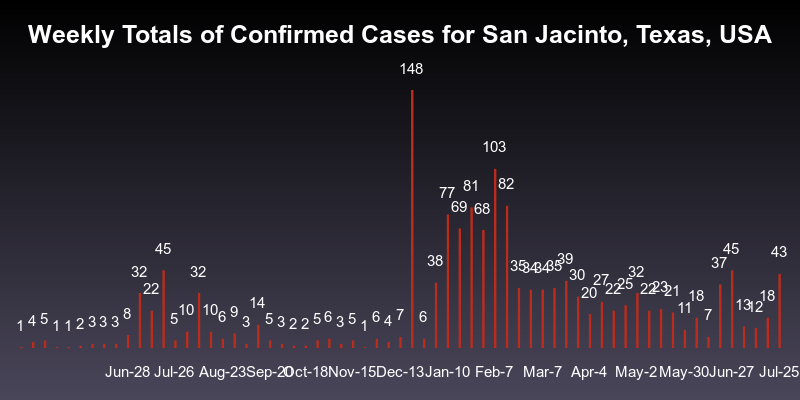 Weekly Totals of Confirmed Cases for San Jacinto, Texas, USA
148
103
77 81 82
69 68
45 45 43
32 32 38 35 34 34 35 39 30 32 37
22 20 27 22 25 22 23 21
1 4 5 1 1 2 3 3 3 8 5 10 10 6 9 3 14 5 3 2 2 5 6 3 5 1 6 4 7 6 11 18 7 13 12 18
Jun-28 Jul-26 Aug-23 Sep-20 Oct-18 Nov-15 Dec-13 Jan-10 Feb-7 Mar-7 Apr-4 May-2 May-30 Jun-27 Jul-25